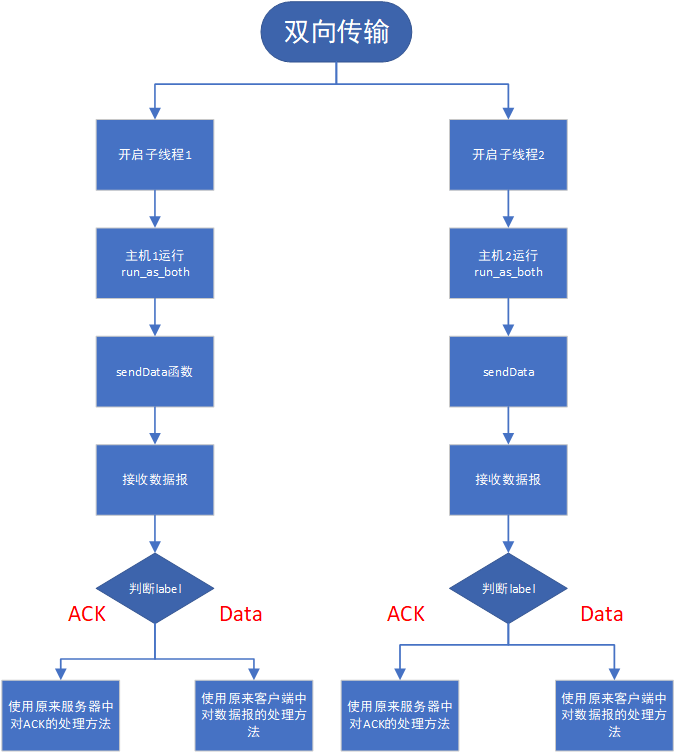 双向传输
开启子线程1
主机1运行
run_as_both
sendData函数
接收数据报
判断label
ACK
Data
使用原来服务器中
对ACK的处理方法
使用原来客户端中
对数据报的处理方
法
开启子线程2
主机2运行
run_as_both
sendData
接收数据报
判断label
ACK
Data
使用原来服务器中
对ACK的处理方法
使用原来客户端中
对数据报的处理方
法